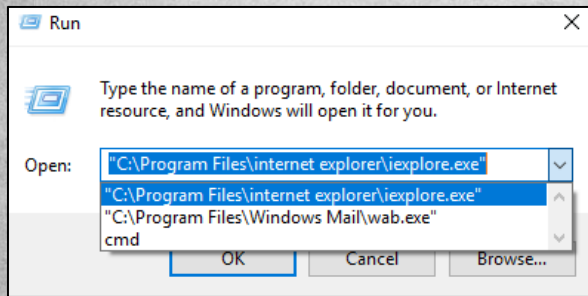 Run
Type the name of a program, folder, document, or Internet
resource, and Windows will open it for you.
Open:
"C:\Program Files\internet explorer\iexplore.exe"
"C:\Program Files\internet explorer\iexplore.exe"
"C:\Program Files\Windows Mail\wab.exe"
cmd
OK Cancel Browse...